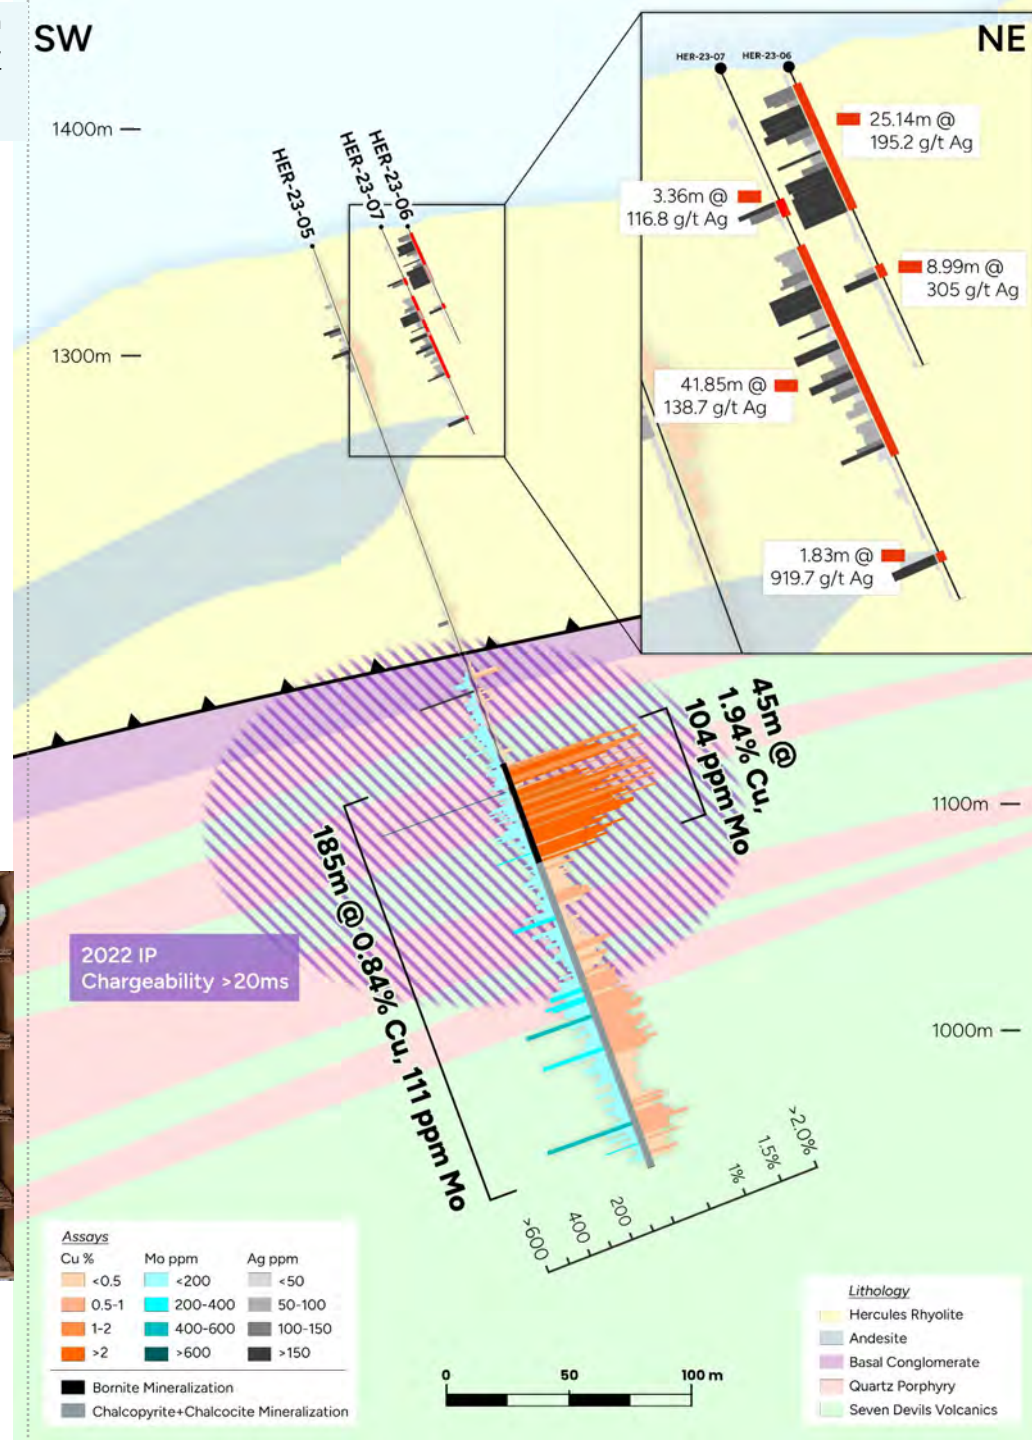 SW
NE
1400m
1300m
1100m
1000m
HER-23-05
HER-23-07
HER-23-06
HER-23-07
HER-23-06
25.14m @
195.2 g/t Ag
3.36m @
116.8 g/t Ag
8.99m @
305 g/t Ag
41.85m @
138.7 g/t Ag
1.83m @
919.7 g/t Ag
45m @
1.94% Cu,
104 ppm Mo
185m @0.84% Cu, 111 ppm Mo
2022 IP
Chargeability >20ms
>2.0%
1.5%
1%
200
400
>600
Assays
Cu % Mo ppm Ag ppm
<0.5 <200 <50
0.5-1 200-400 50-100
1-2 400-600 100-150
>2 >600 >150
Bornite Mineralization
Chalcopyrite+Chalcocite Mineralization
0 50 100 m
Lithology
Hercules Rhyolite
Andesite
Basal Conglomerate
Quartz Porphyry
Seven Devils Volcanics